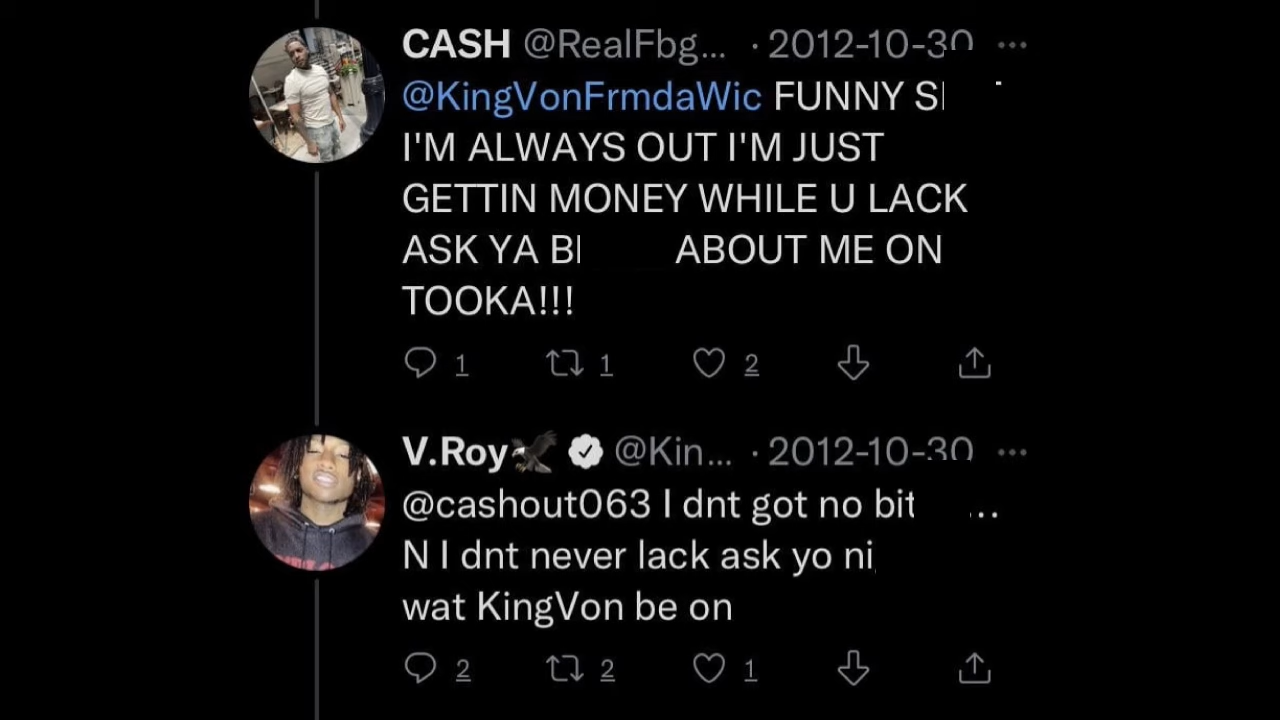 CASH @RealFbg... · 2012-10-30
@KingVonFrmdaWic FUNNY
I'M ALWAYS OUT I'M JUST
GETTIN MONEY WHILE U LACK
ASK YA ABOUT ME ON
TOOKA!!!
1 1 2
V.Roy @Kin... · 2012-10-30
@cashout063 I dnt got no bit ...
N I dnt never lack ask yo
wat KingVon be on
2 2 1